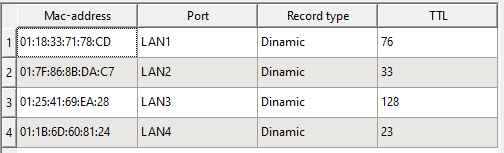 Mac-address Port Record type TTL
1 01:18:33:71:78:CD LAN1 Dinamic 76
2 01:7F:86:8B:DA:C7 LAN2 Dinamic 33
3 01:25:41:69:EA:28 LAN3 Dinamic 128
4 01:1B:6D:60:81:24 LAN4 Dinamic 23